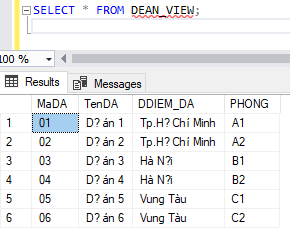 SELECT * FROM DEAN_VIEW;
100 %
Results Messages
MaDA TenDA DDIEM_DA PHONG
1 01 D? án 1 Tp.H? Chí Minh A1
2 02 D? án 2 Tp.H? Chí Minh A2
3 03 D? án 3 Hà N?i B1
4 04 D? án 4 Hà N?i B2
5 05 D? án 5 Vung Tàu C1
6 06 D? án 6 Vung Tàu C2